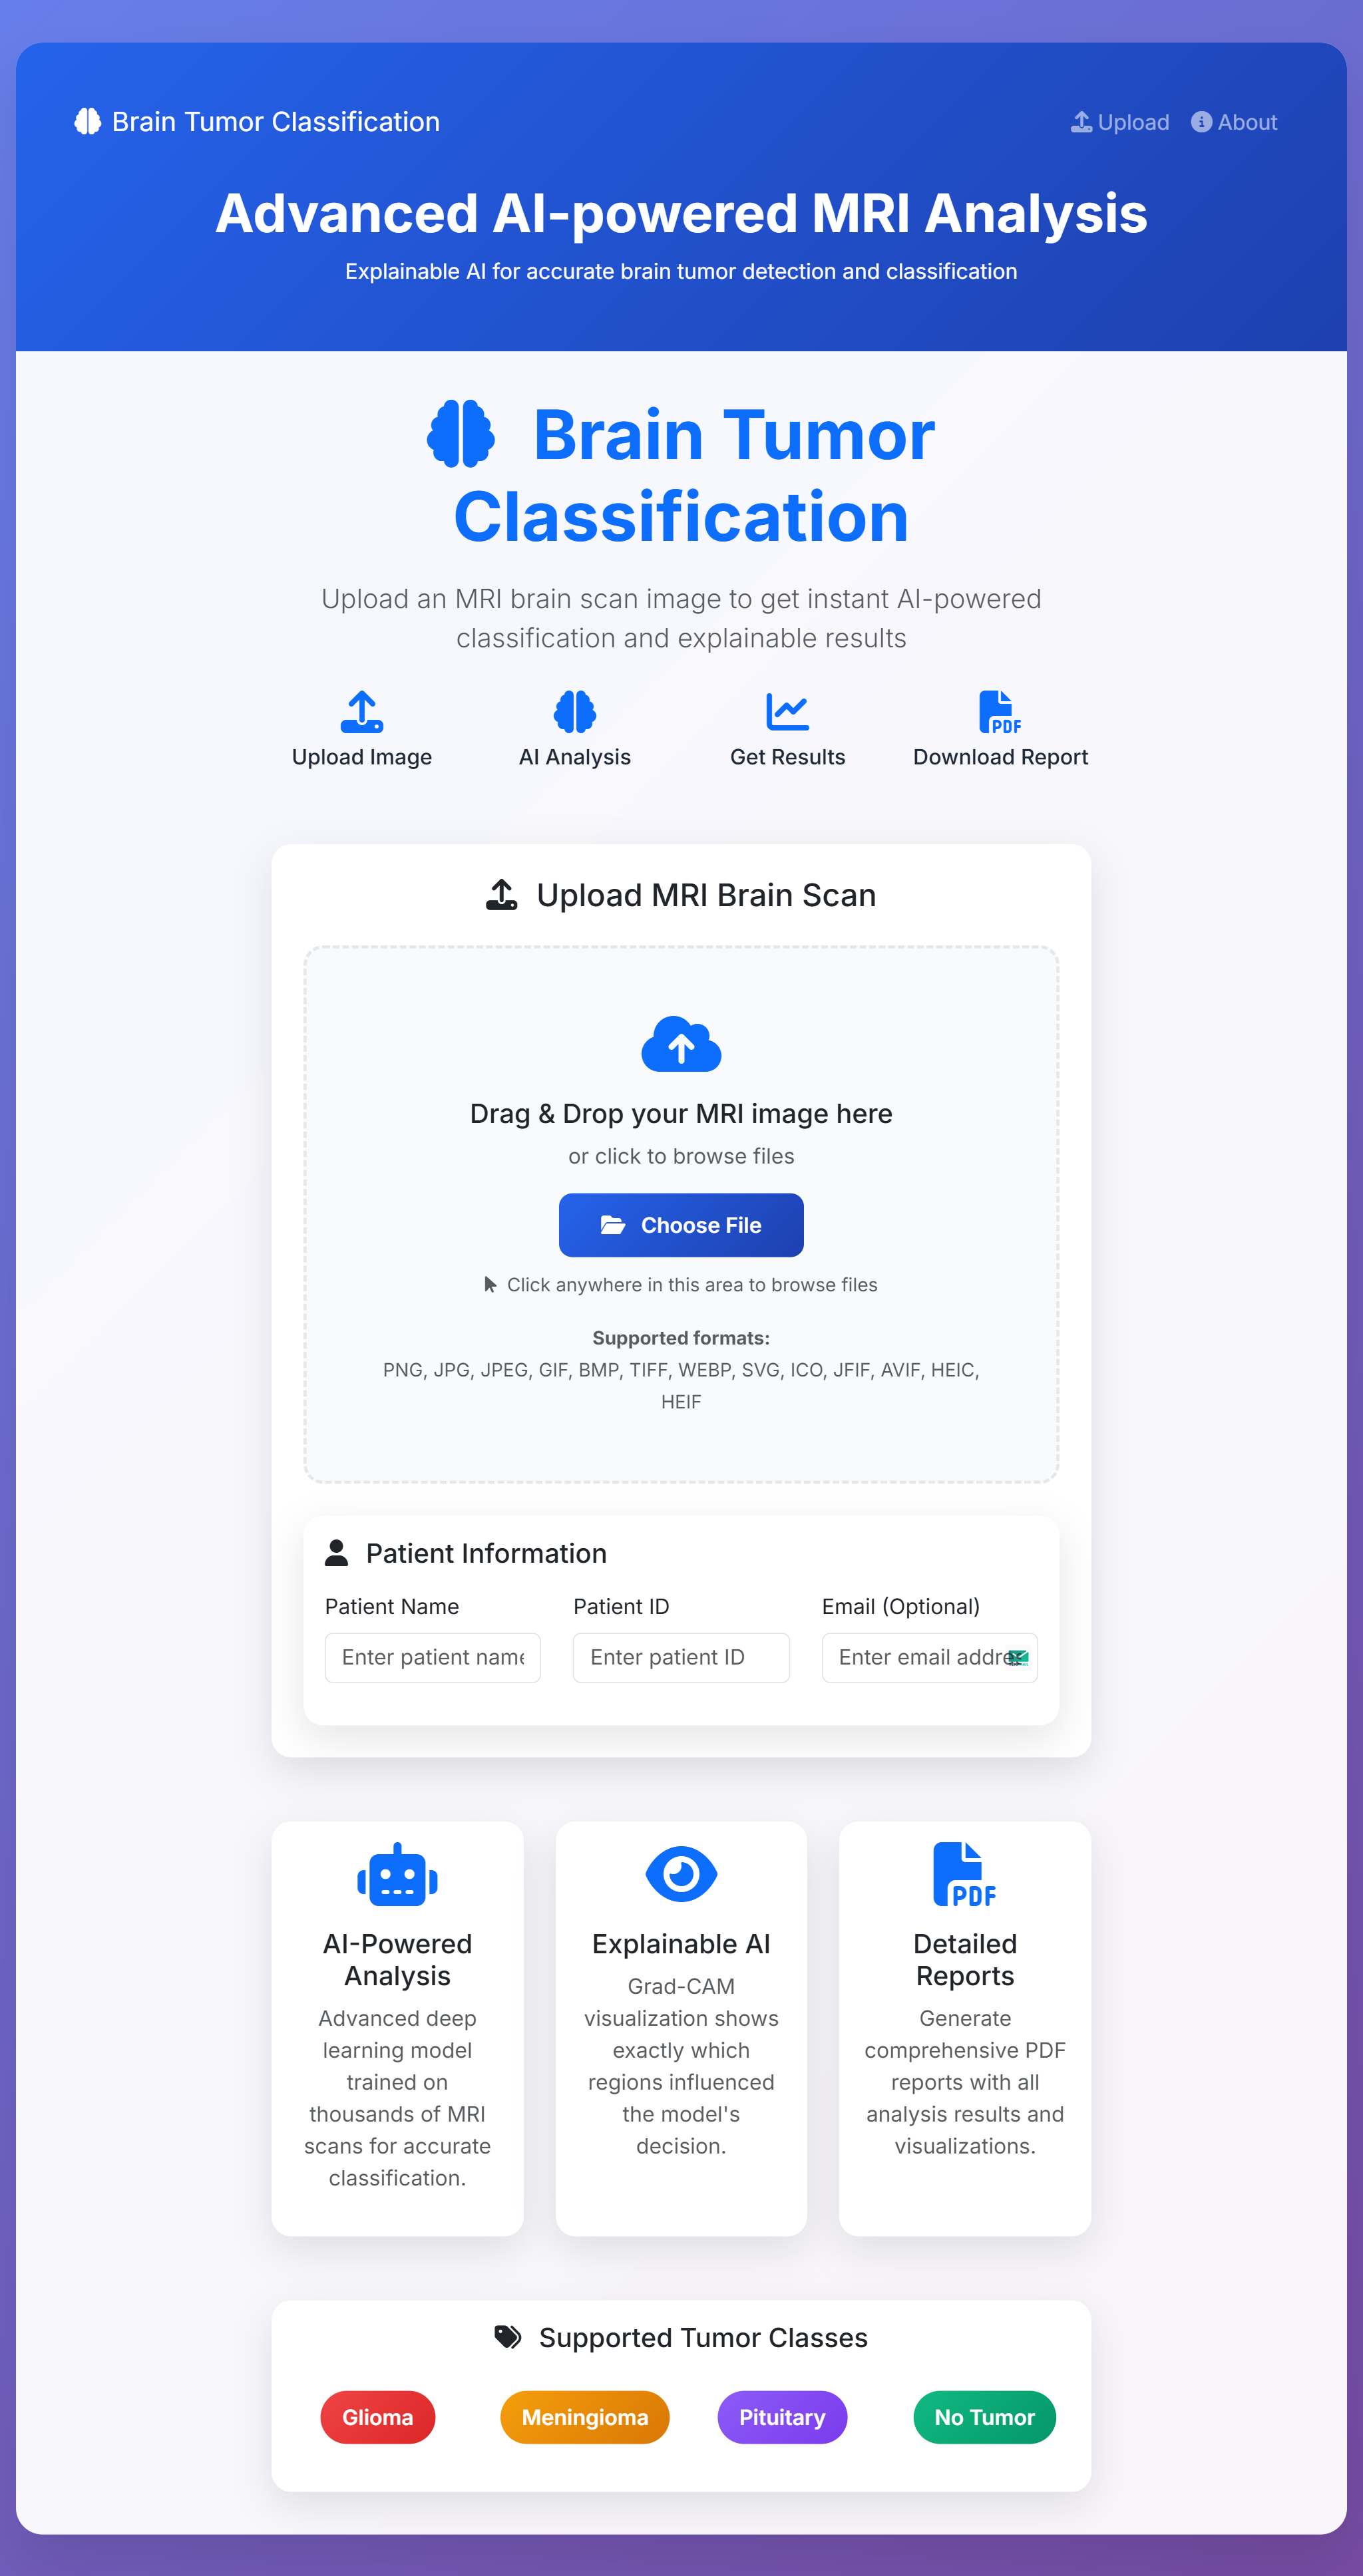 Brain Tumor Classification
Upload
About
Advanced AI-powered MRI Analysis
Explainable AI for accurate brain tumor detection and classification
Brain Tumor
Classification
Upload an MRI brain scan image to get instant AI-powered
classification and explainable results
Upload Image
AI Analysis
Get Results
PDF
Download Report
Upload MRI Brain Scan
Drag & Drop your MRI image here
or click to browse files
Choose File
Click anywhere in this area to browse files
Supported formats:
PNG, JPG, JPEG, GIF, BMP, TIFF, WEBP, SVG, ICO, JFIF, AVIF, HEIC,
HEIF
Patient Information
Patient Name
Patient ID
Email (Optional)
Enter patient name
Enter patient ID
Enter email addre
AI-Powered
Analysis
Advanced deep
learning model
trained on
thousands of MRI
scans for accurate
classification.
Explainable AI
Grad-CAM
visualization shows
exactly which
regions influenced
the model's
decision.
PDF
Detailed
Reports
Generate
comprehensive PDF
reports with all
analysis results and
visualizations.
Supported Tumor Classes
Glioma
Meningioma
Pituitary
No Tumor